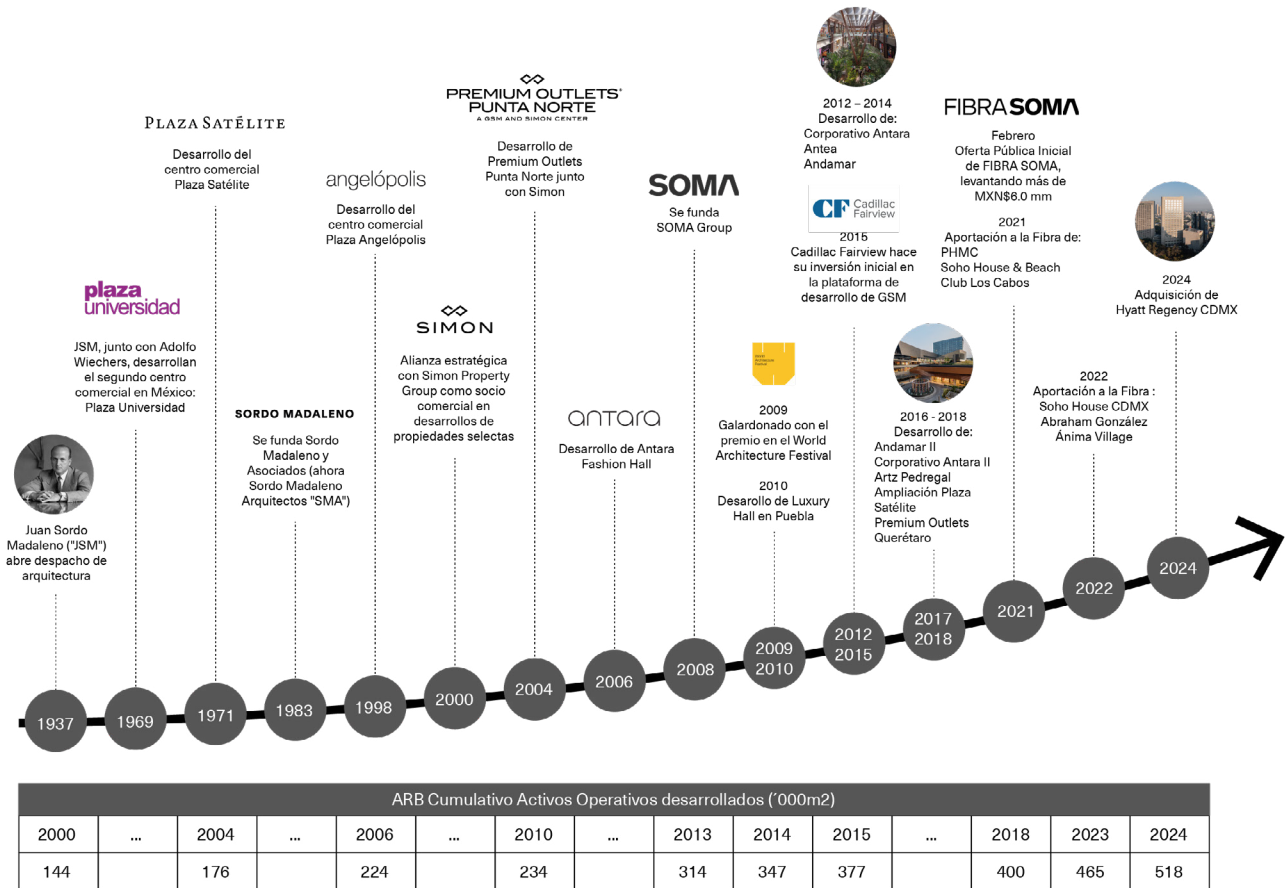 Juan Sordo
Madaleno ("JSM")
abre despacho de
arquitectura
plaza
universidad
JSM, junto con Adolfo
Wiechers, desarrollan
el segundo centro
comercial en México:
Plaza Universidad
PLAZA SATÉLITE
Desarrollo del
centro comercial
Plaza Satélite
SORDO MADALENO
Se funda Sordo
Madaleno y
Asociados (ahora
Sordo Madaleno
Arquitectos "SMA")
angelópolis
Desarrollo del
centro comercial
Plaza Angelópolis
SIMON
Alianza estratégica
con Simon Property
Group como socio
comercial en
desarrollos de
propiedades selectas
PREMIUM OUTLETS®
PUNTA NORTE
A GSM AND SIMON CENTER
Desarrollo de
Premium Outlets
Punta Norte junto
con Simon
antara
Desarrollo de Antara
Fashion Hall
SOMA
Se funda
SOMA Group
2009
Galardonado con el
premio en el World
Architecture Festival
2010
Desarollo de Luxury
Hall en Puebla
2012 – 2014
Desarrollo de:
Corporativo Antara
Antea
Andamar
CF Cadillac
Fairview
2015
Cadillac Fairview hace
su inversión inicial en
la plataforma de
desarrollo de GSM
2016 - 2018
Desarrollo de:
Andamar II
Corporativo Antara II
Artz Pedregal
Ampliación Plaza
Satélite
Premium Outlets
Querétaro
FIBRASOMA
Febrero
Oferta Pública Inicial
de FIBRA SOMA,
levantando más de
MXN$6.0 mm
2021
Aportación a la Fibra de:
PHMC
Soho House & Beach
Club Los Cabos
2022
Aportación a la Fibra :
Soho House CDMX
Abraham González
Ánima Village
2024
Adquisición de
Hyatt Regency CDMX
1937
1969
1971
1983
1998
2000
2004
2006
2008
2009
2010
2012
2015
2017
2018
2021
2022
2024
ARB Cumulativo Activos Operativos desarrollados (´000m2)
2000 ... 2004 ... 2006 ... 2010 ... 2013 2014 2015 ... 2018 2023 2024
144 176 224 234 314 347 377 400 465 518